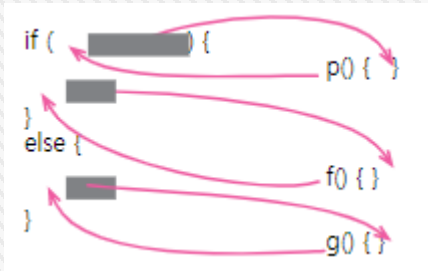 if ( ) {
p() { }
}
else {
f() { }
}
g() { }